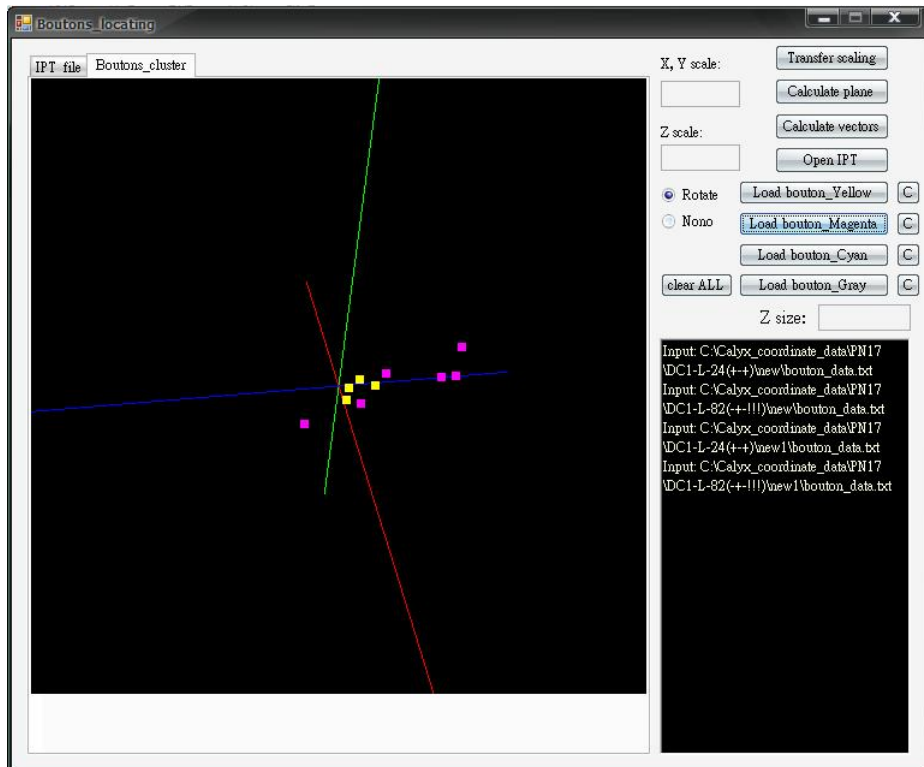 Boutons_locating
IPT file
Boutons_cluster
X, Y scale:
Transfer scaling
Calculate plane
Z scale:
Calculate vectors
Open IPT
Rotate
Load bouton_Yellow
C
Nono
Load bouton_Magenta
C
Load bouton_Cyan
C
clear ALL
Load bouton_Gray
C
Z size:
Input: C:\Calyx_coordinate_data\PN17
\DC1-L-24(+-+)\new\bouton_data.txt
Input: C:\Calyx_coordinate_data\PN17
\DC1-L-82(-+-!!!)\new\bouton_data.txt
Input: C:\Calyx_coordinate_data\PN17
\DC1-L-24(+-+)\new1\bouton_data.txt
Input: C:\Calyx_coordinate_data\PN17
\DC1-L-82(-+-!!!)\new1\bouton_data.txt